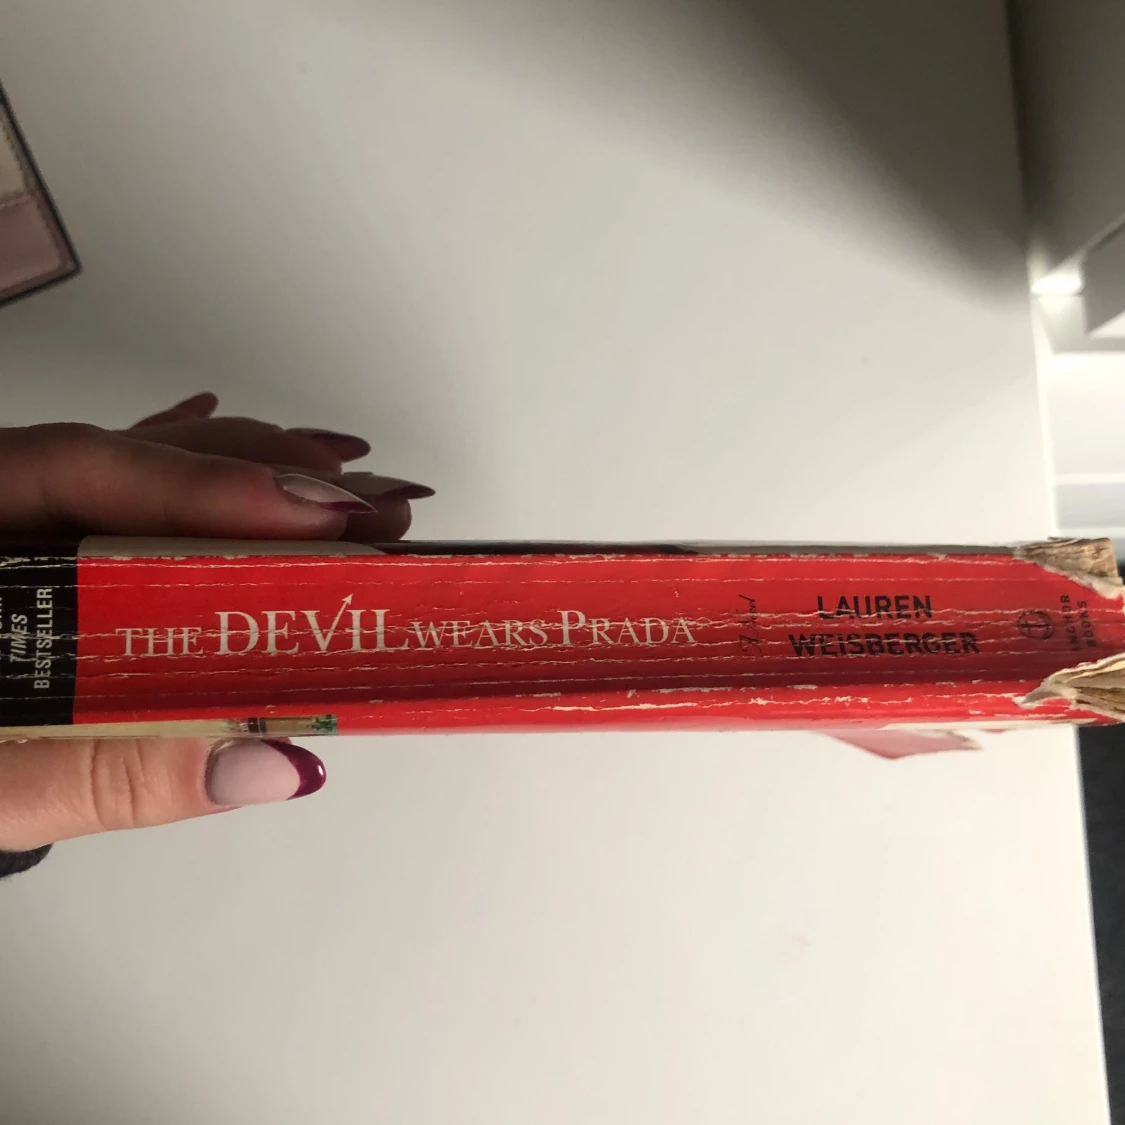 TIMES
BESTSELLER
THE DEVIL WEARS PRADA
A Novel
LAUREN
WEISBERGER
ANCHOR
BOOKS